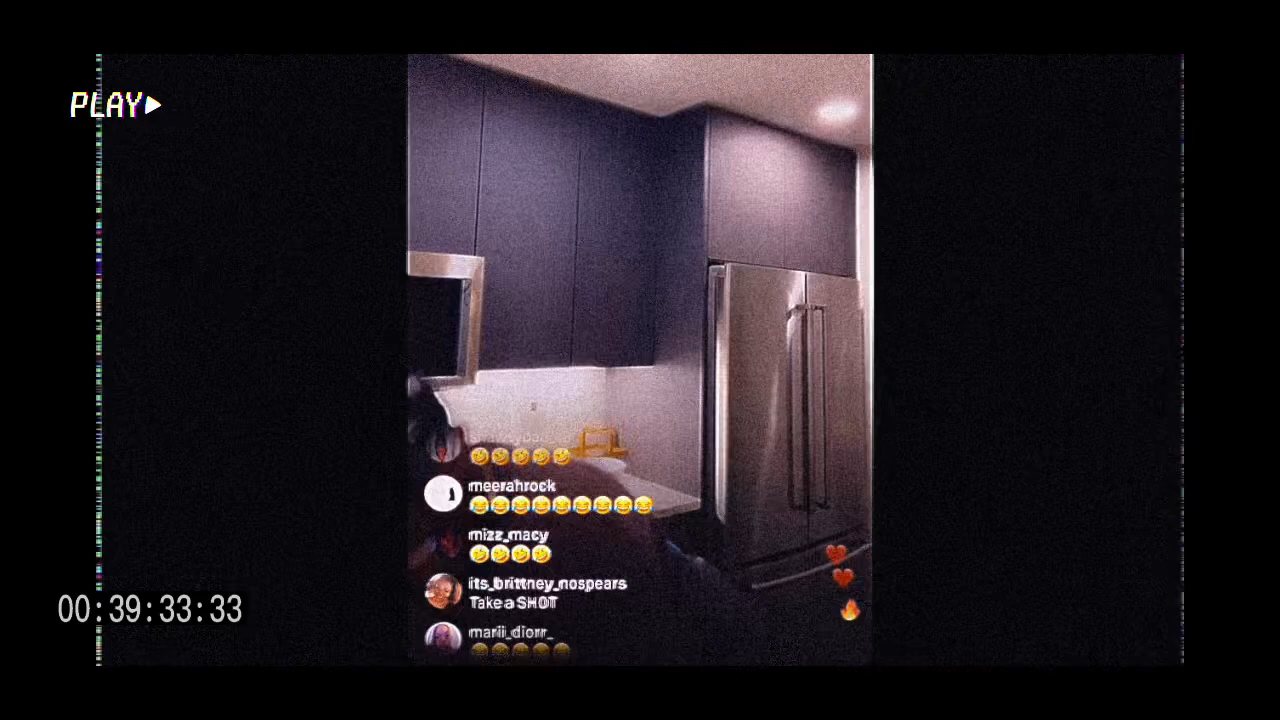 PLAY
meerahrock
😂😂😂😂😂😂😂😂😂
mizz_macy
🤣🤣🤣🤣
its_brittney_nospears
Take a SHOT
marii_diorr_
00:39:33:33